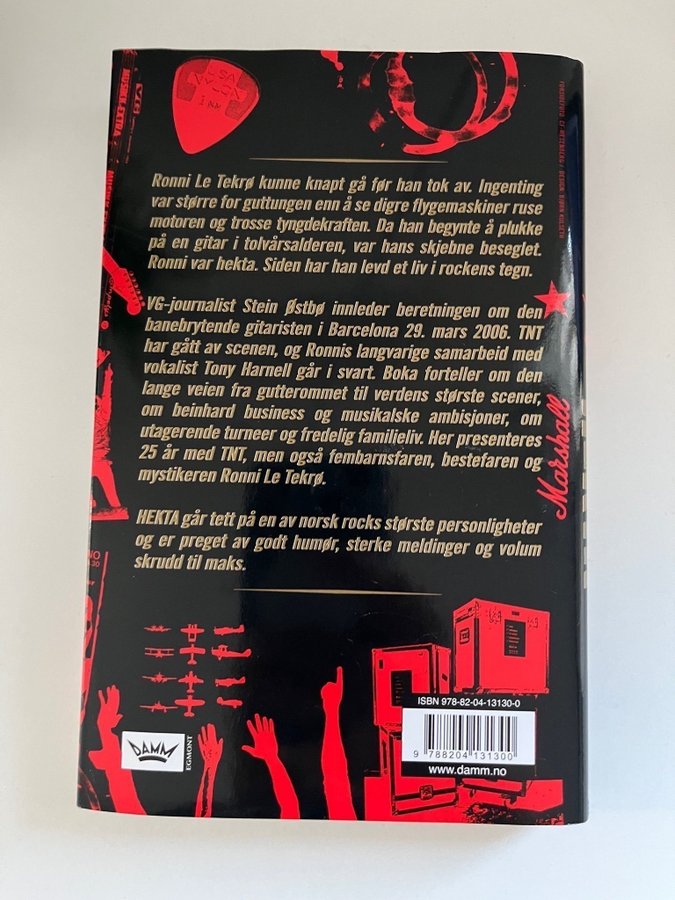 Ronni Le Tekrø kunne knapt gå før han tok av. Ingenting
var større for guttungen enn å se digre flygemaskiner ruse
motoren og trosse tyngdekraften. Da han begynte å plukke
på en gitar i tolvårsalderen, var hans skjebne beseglet.
Ronni var hekta. Siden har han levd et liv i rockens tegn.
VG-journalist Stein Østbø innleder beretningen om den
banebrytende gitaristen i Barcelona 29. mars 2006. TNT
har gått av scenen, og Ronnis langvarige samarbeid med
vokalist Tony Harnell går i svart. Boka forteller om den
lange veien fra gutterommet til verdens største scener,
om beinhard business og musikalske ambisjoner, om
utagerende turneer og fredelig familieliv. Her presenteres
25 år med TNT, men også fembarnsfaren, bestefaren og
mystikeren Ronni Le Tekrø.
HEKTA går tett på en av norsk rocks største personligheter
og er preget av godt humør, sterke meldinger og volum
skrudd til maks.
Marshall
DAMM
EGMONT
ISBN 978-82-04-13130-0
9 788204 131300
www.damm.no